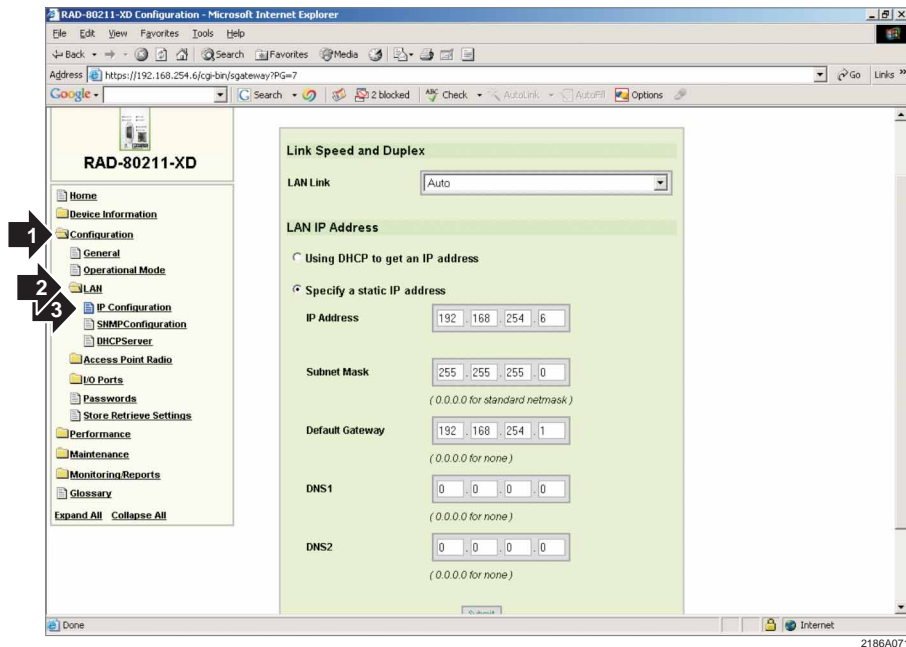 RAD-80211-XD Configuration - Microsoft Internet Explorer
File Edit View Favorites Tools Help
Back Search Favorites Media
Address https://192.168.254.6/cgi-bin/sgateway?PG=7 Go Links »
Google Search 2 blocked ABC Check AutoLink AutoFill Options
RAD-80211-XD
Home
Device Information
1 Configuration
General
Operational Mode
2 LAN
3 IP Configuration
SNMPConfiguration
DHCPServer
Access Point Radio
I/O Ports
Passwords
Store Retrieve Settings
Performance
Maintenance
Monitoring/Reports
Glossary
Expand All Collapse All
Link Speed and Duplex
LAN Link Auto
LAN IP Address
Using DHCP to get an IP address
Specify a static IP address
IP Address 192 . 168 . 254 . 6
Subnet Mask 255 . 255 . 255 . 0
( 0.0.0.0 for standard netmask )
Default Gateway 192 . 168 . 254 . 1
( 0.0.0.0 for none )
DNS1 0 . 0 . 0 . 0
( 0.0.0.0 for none )
DNS2 0 . 0 . 0 . 0
( 0.0.0.0 for none )
Submit
Done Internet
2186A071